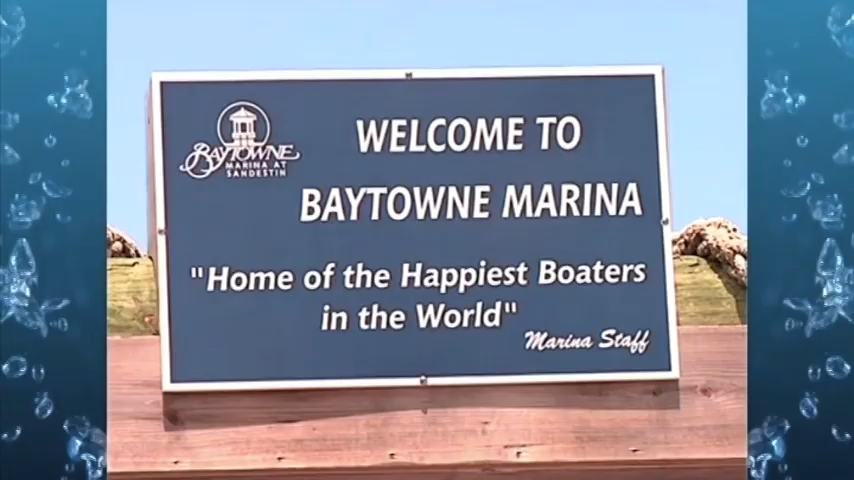 BAYTOWNE
MARINA AT
SANDESTIN
WELCOME TO
BAYTOWNE MARINA
"Home of the Happiest Boaters
in the World"
Marina Staff